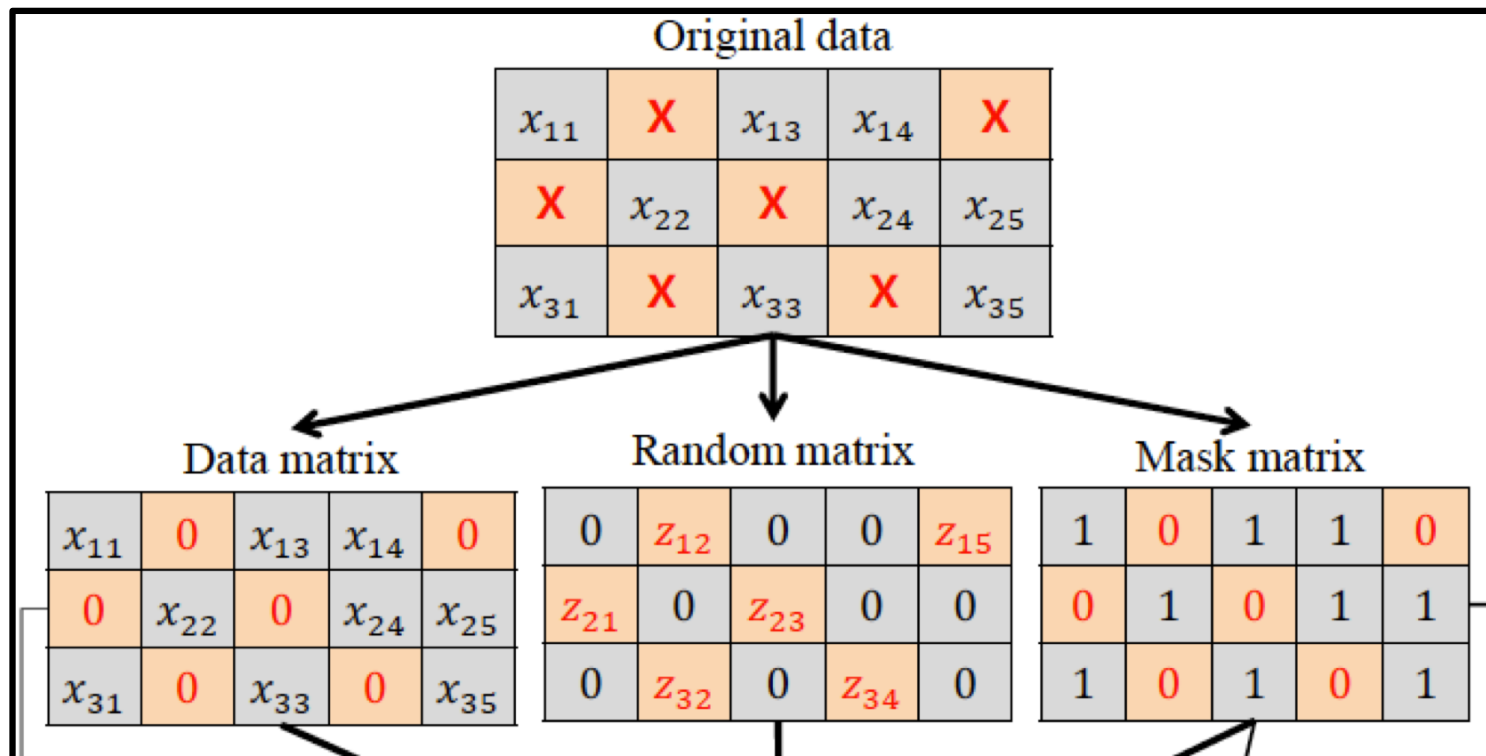 Original data
x₁₁ X x₁₃ x₁₄ X
X x₂₂ X x₂₄ x₂₅
x₃₁ X x₃₃ X x₃₅
Data matrix Random matrix Mask matrix
x₁₁ 0 x₁₃ x₁₄ 0 0 z₁₂ 0 0 z₁₅ 1 0 1 1 0
0 x₂₂ 0 x₂₄ x₂₅ z₂₁ 0 z₂₃ 0 0 0 1 0 1 1
x₃₁ 0 x₃₃ 0 x₃₅ 0 z₃₂ 0 z₃₄ 0 1 0 1 0 1